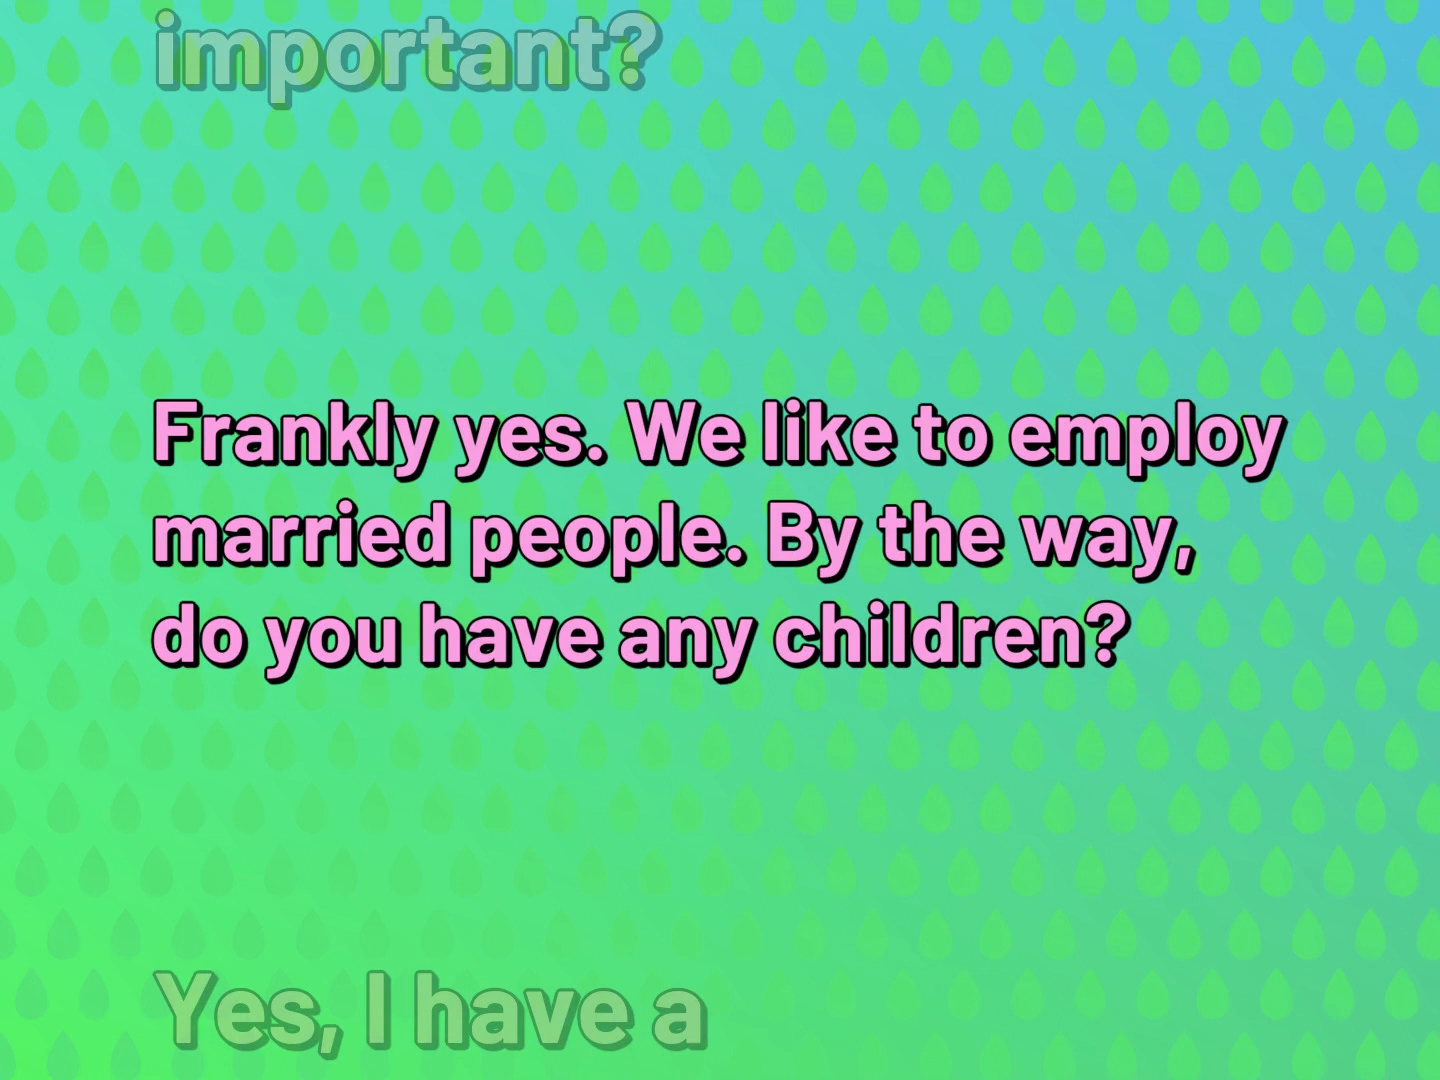 important?
Frankly yes. We like to employ
married people. By the way,
do you have any children?
Yes, I have a